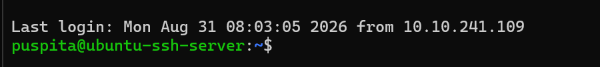 Last login: Mon Aug 31 08:03:05 2026 from 10.10.241.109
puspita@ubuntu-ssh-server:~$